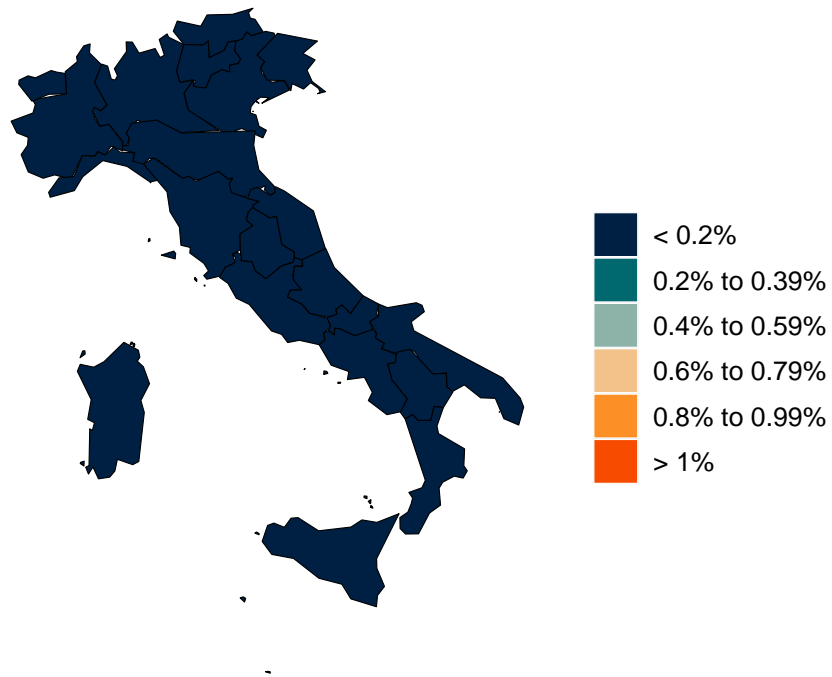 < 0.2%
0.2% to 0.39%
0.4% to 0.59%
0.6% to 0.79%
0.8% to 0.99%
> 1%